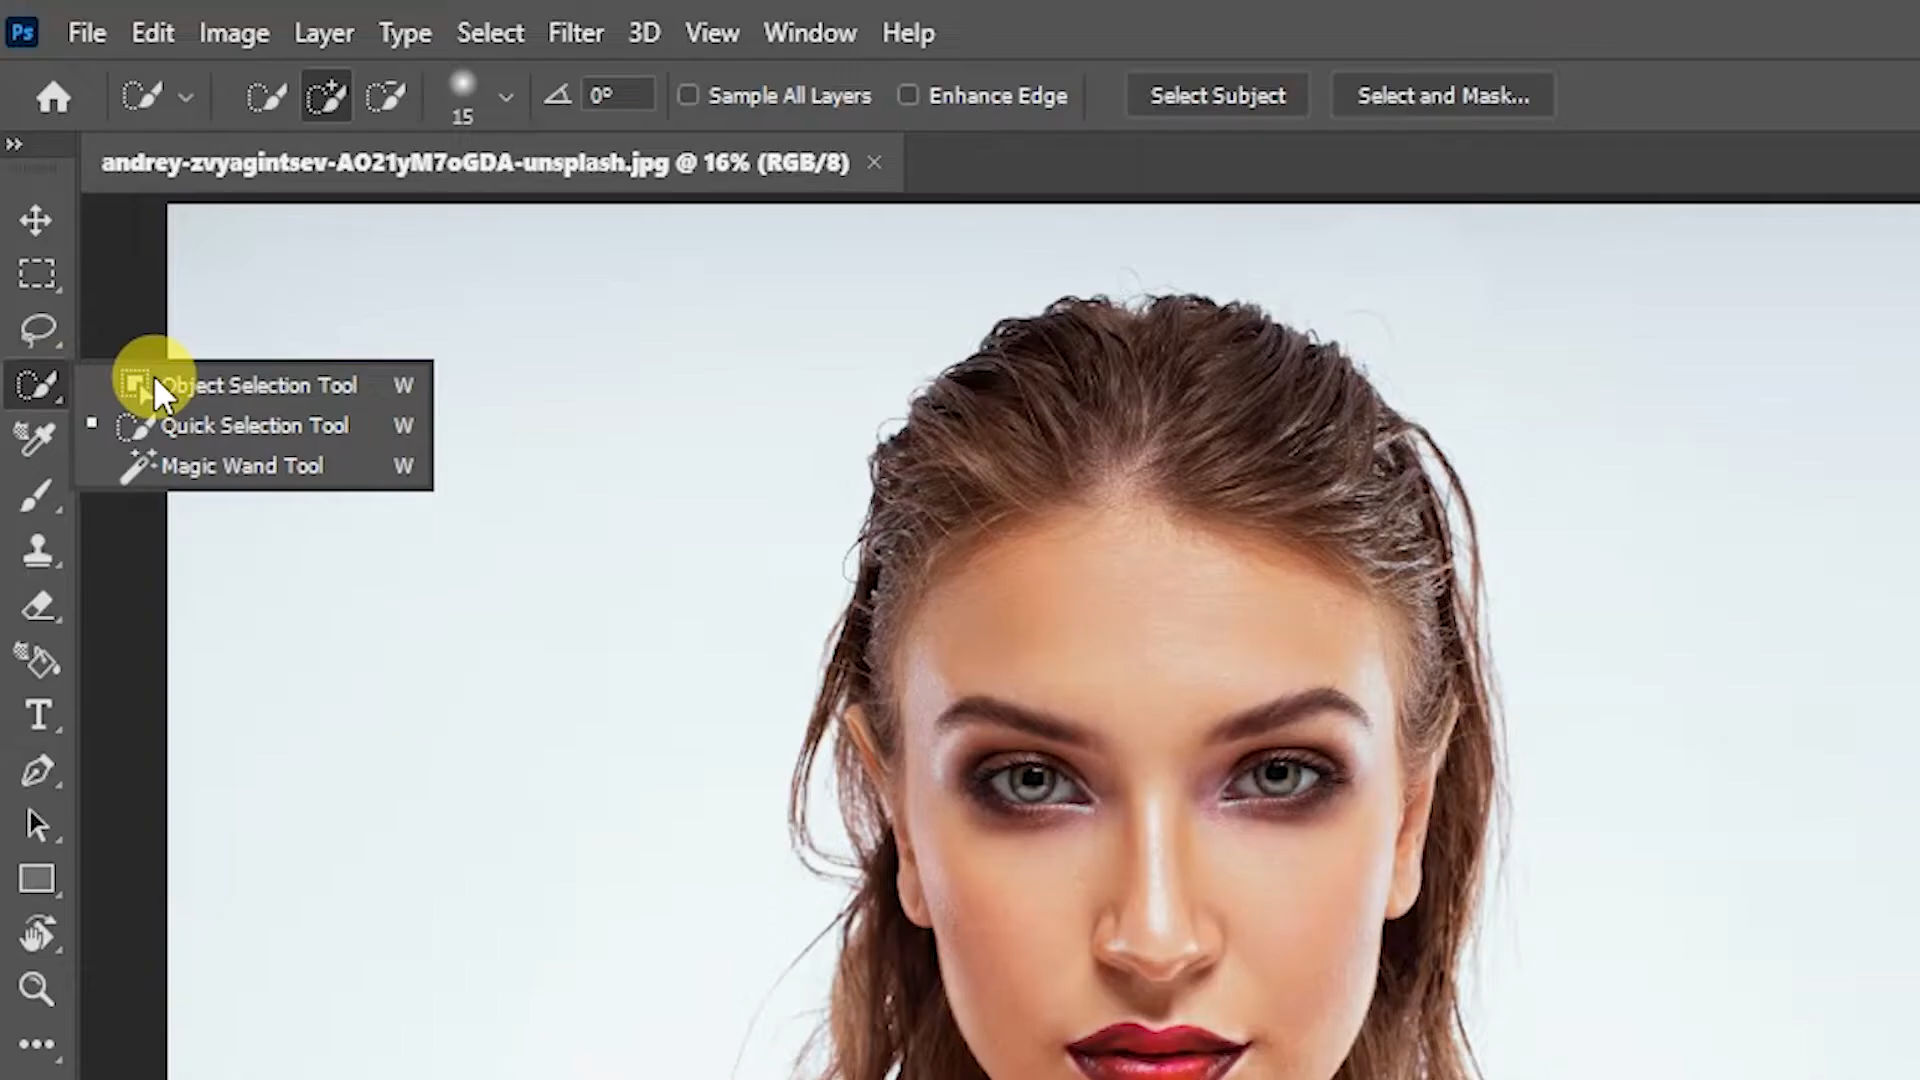 Ps File Edit Image Layer Type Select Filter 3D View Window Help
15 0° Sample All Layers Enhance Edge Select Subject Select and Mask...
andrey-zvyagintsev-AO21yM7oGDA-unsplash.jpg @ 16% (RGB/8) ×
Object Selection Tool W
Quick Selection Tool W
Magic Wand Tool W